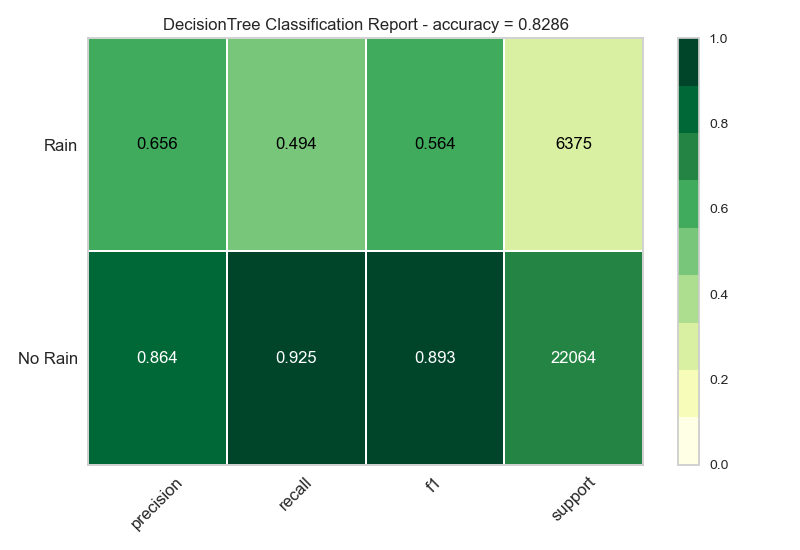 DecisionTree Classification Report - accuracy = 0.8286
Rain 0.656 0.494 0.564 6375
No Rain 0.864 0.925 0.893 22064
precision recall f1 support
1.0
0.8
0.6
0.4
0.2
0.0